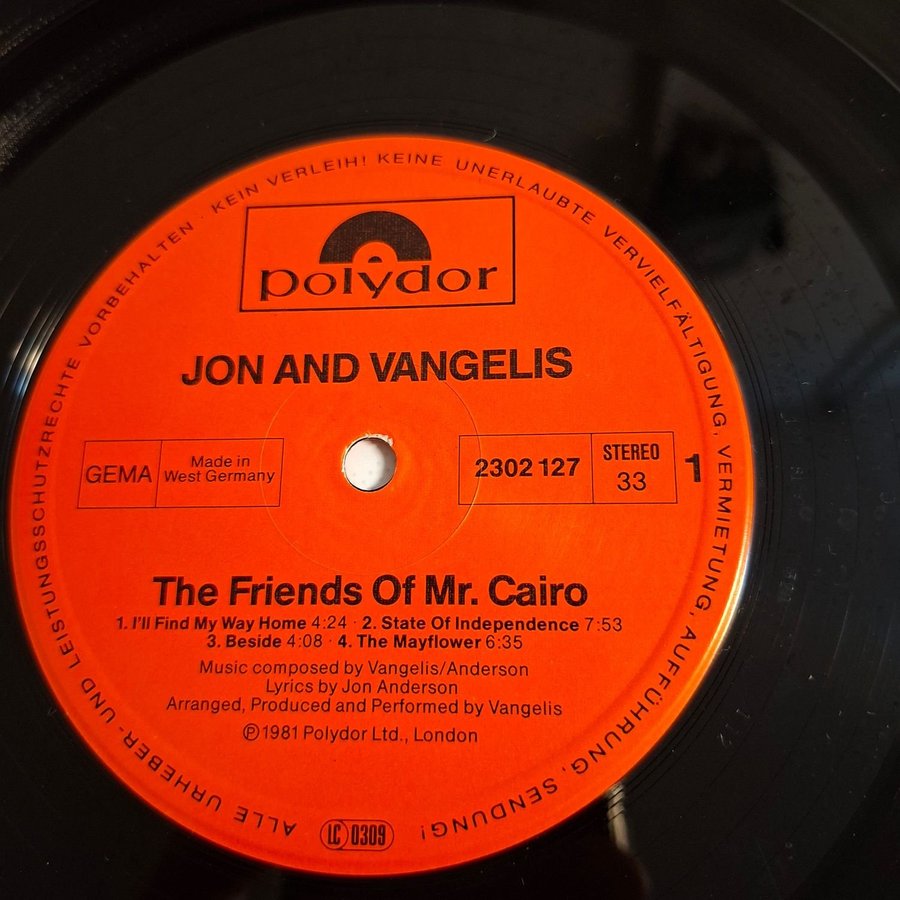 ALLE URHEBER- UND LEISTUNGSSCHUTZRECHTE VORBEHALTEN · KEIN VERLEIH! KEINE UNERLAUBTE VERVIELFÄLTIGUNG, VERMIETUNG, AUFFÜHRUNG, SENDUNG!
polydor
JON AND VANGELIS
GEMA
Made in
West Germany
2302 127
STEREO
33
1
The Friends Of Mr. Cairo
1. I'll Find My Way Home 4:24 · 2. State Of Independence 7:53
3. Beside 4:08 · 4. The Mayflower 6:35
Music composed by Vangelis/Anderson
Lyrics by Jon Anderson
Arranged, Produced and Performed by Vangelis
Ⓟ1981 Polydor Ltd., London
LC 0309